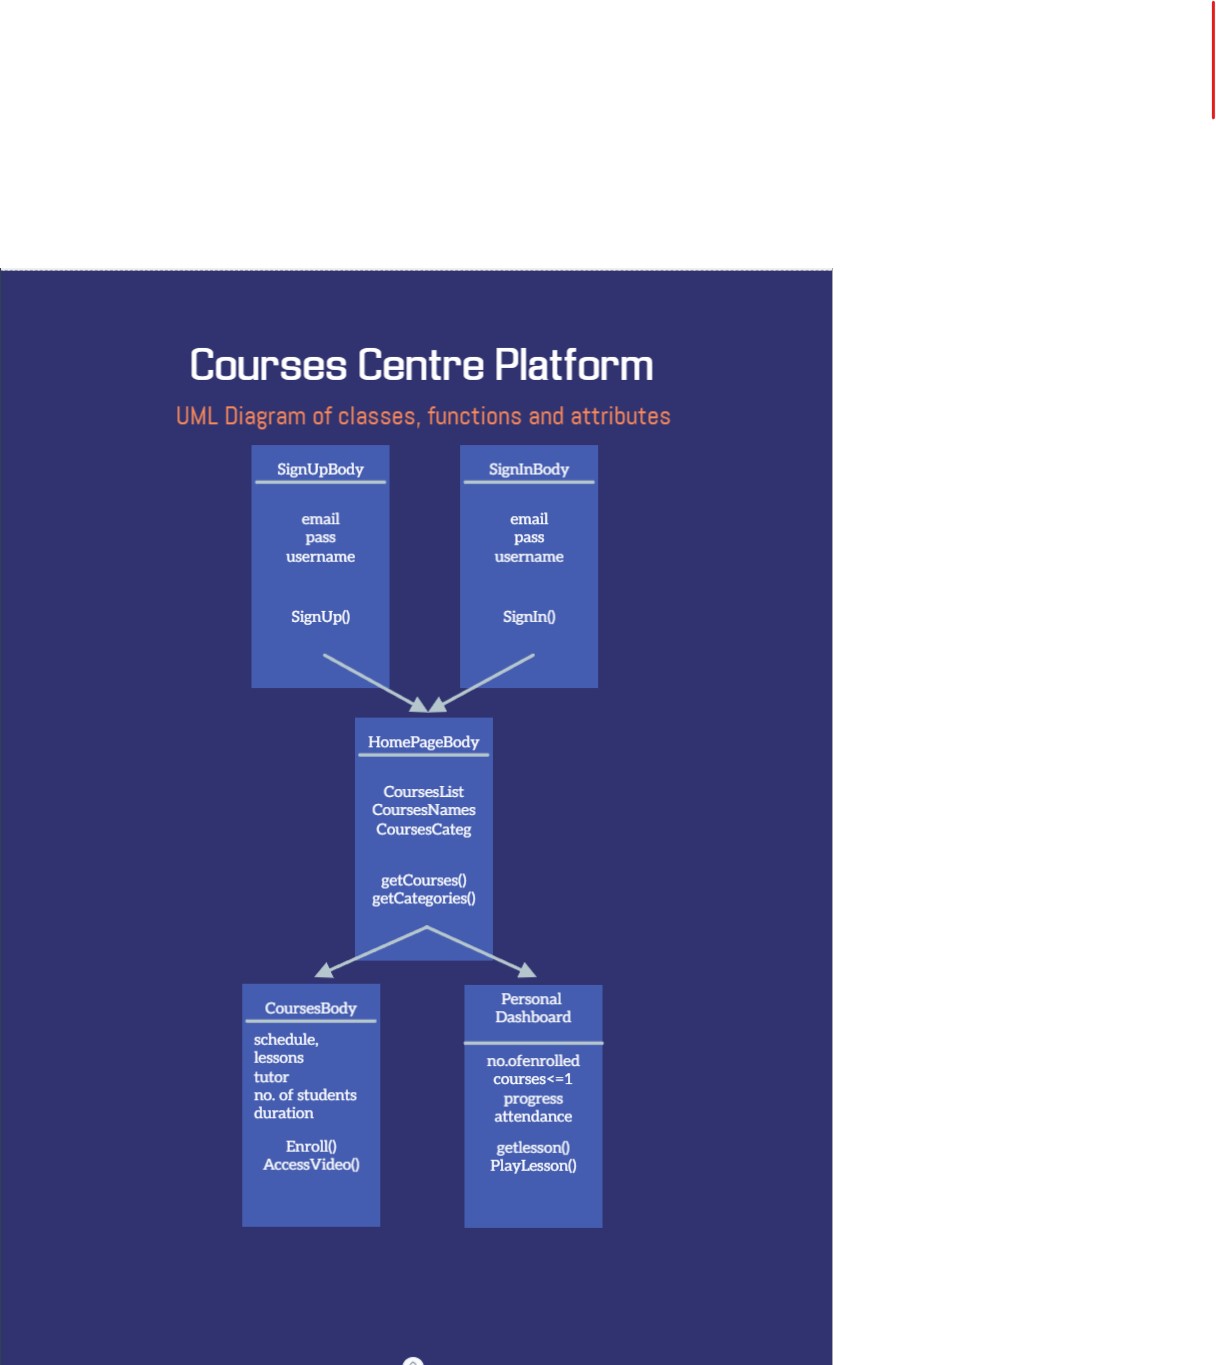 Courses Centre Platform
UML Diagram of classes, functions and attributes
SignUpBody
email
pass
username
SignUp()
SignInBody
email
pass
username
SignIn()
HomePageBody
CoursesList
CoursesNames
CoursesCateg
getCourses()
getCategories()
CoursesBody
schedule,
lessons
tutor
no. of students
duration
Enroll()
AccessVideo()
Personal
Dashboard
no.ofenrolled
courses<=1
progress
attendance
getlesson()
PlayLesson()